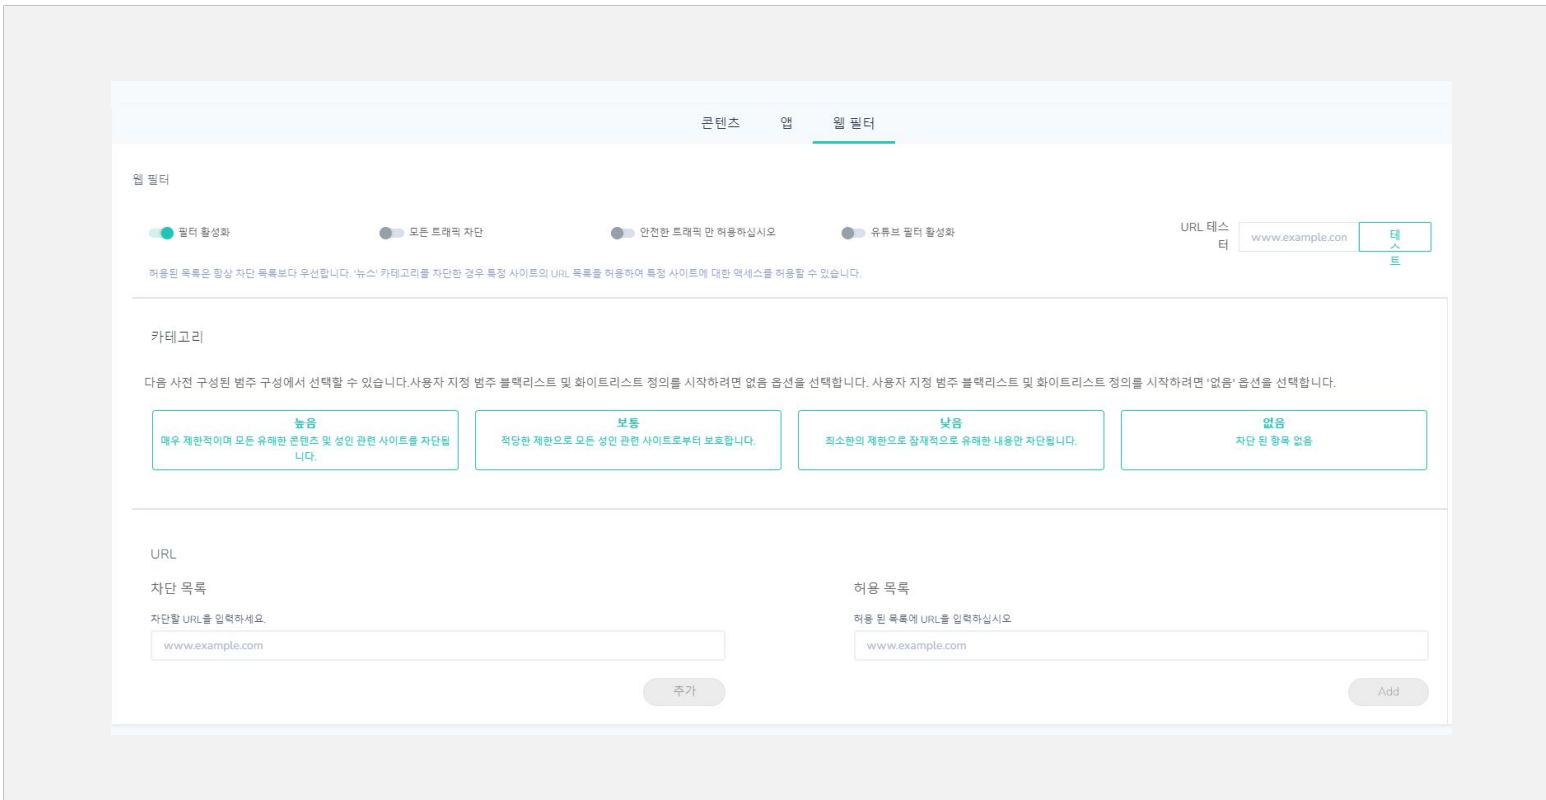 콘텐츠 앱 웹 필터
웹 필터
필터 활성화 모든 트래픽 차단 안전한 트래픽 만 허용하십시오 유튜브 필터 활성화
URL 테스
터
www.example.con
테
스
트
허용된 목록은 항상 차단 목록보다 우선합니다. '뉴스' 카테고리를 차단한 경우 특정 사이트의 URL 목록을 허용하여 특정 사이트에 대한 액세스를 허용할 수 있습니다.
카테고리
다음 사전 구성된 범주 구성에서 선택할 수 있습니다.사용자 지정 범주 블랙리스트 및 화이트리스트 정의를 시작하려면 없음 옵션을 선택합니다. 사용자 지정 범주 블랙리스트 및 화이트리스트 정의를 시작하려면 '없음' 옵션을 선택합니다.
높음
매우 제한적이며 모든 유해한 콘텐츠 및 성인 관련 사이트를 차단됩
니다.
보통
적당한 제한으로 모든 성인 관련 사이트로부터 보호합니다.
낮음
최소한의 제한으로 잠재적으로 유해한 내용만 차단됩니다.
없음
차단 된 항목 없음
URL
차단 목록
차단할 URL을 입력하세요.
www.example.com
추가
허용 목록
허용 된 목록에 URL을 입력하십시오
www.example.com
Add